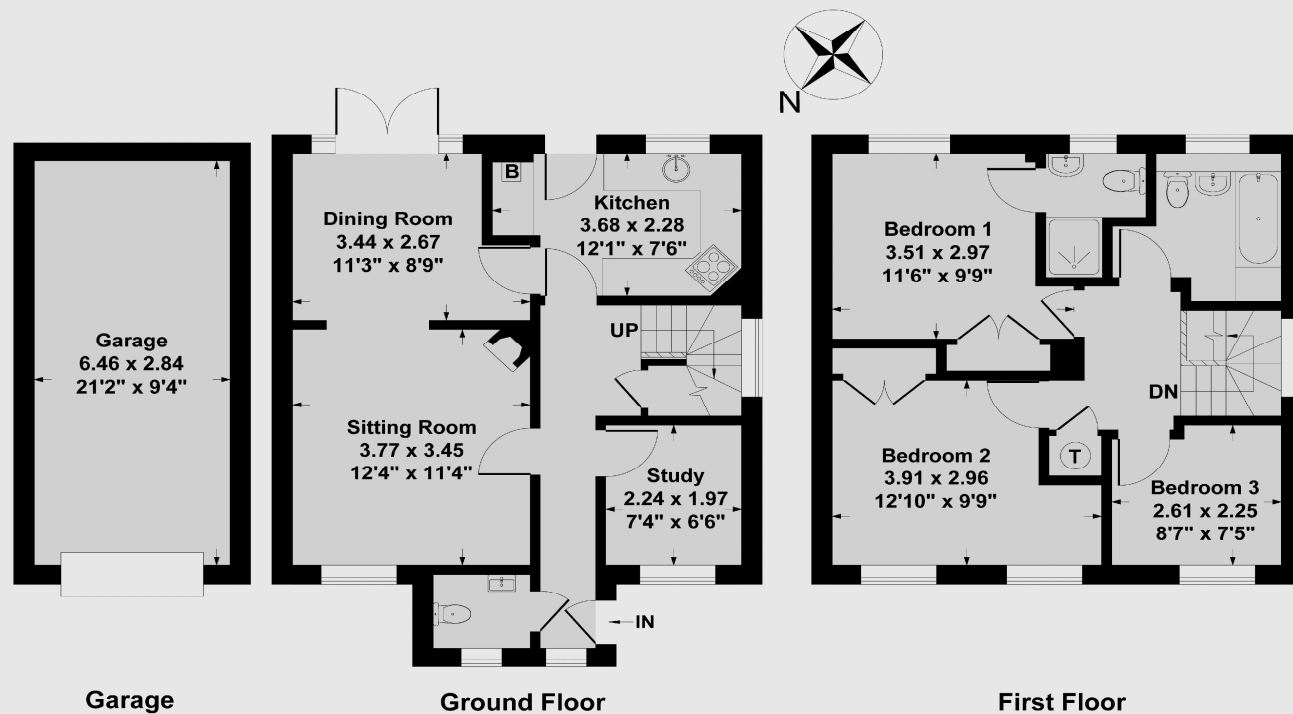 N
Garage
6.46 x 2.84
21'2" x 9'4"
Dining Room
3.44 x 2.67
11'3" x 8'9"
B
Kitchen
3.68 x 2.28
12'1" x 7'6"
UP
Sitting Room
3.77 x 3.45
12'4" x 11'4"
Study
2.24 x 1.97
7'4" x 6'6"
IN
Bedroom 1
3.51 x 2.97
11'6" x 9'9"
DN
Bedroom 2
3.91 x 2.96
12'10" x 9'9"
T
Bedroom 3
2.61 x 2.25
8'7" x 7'5"
Garage
Ground Floor
First Floor